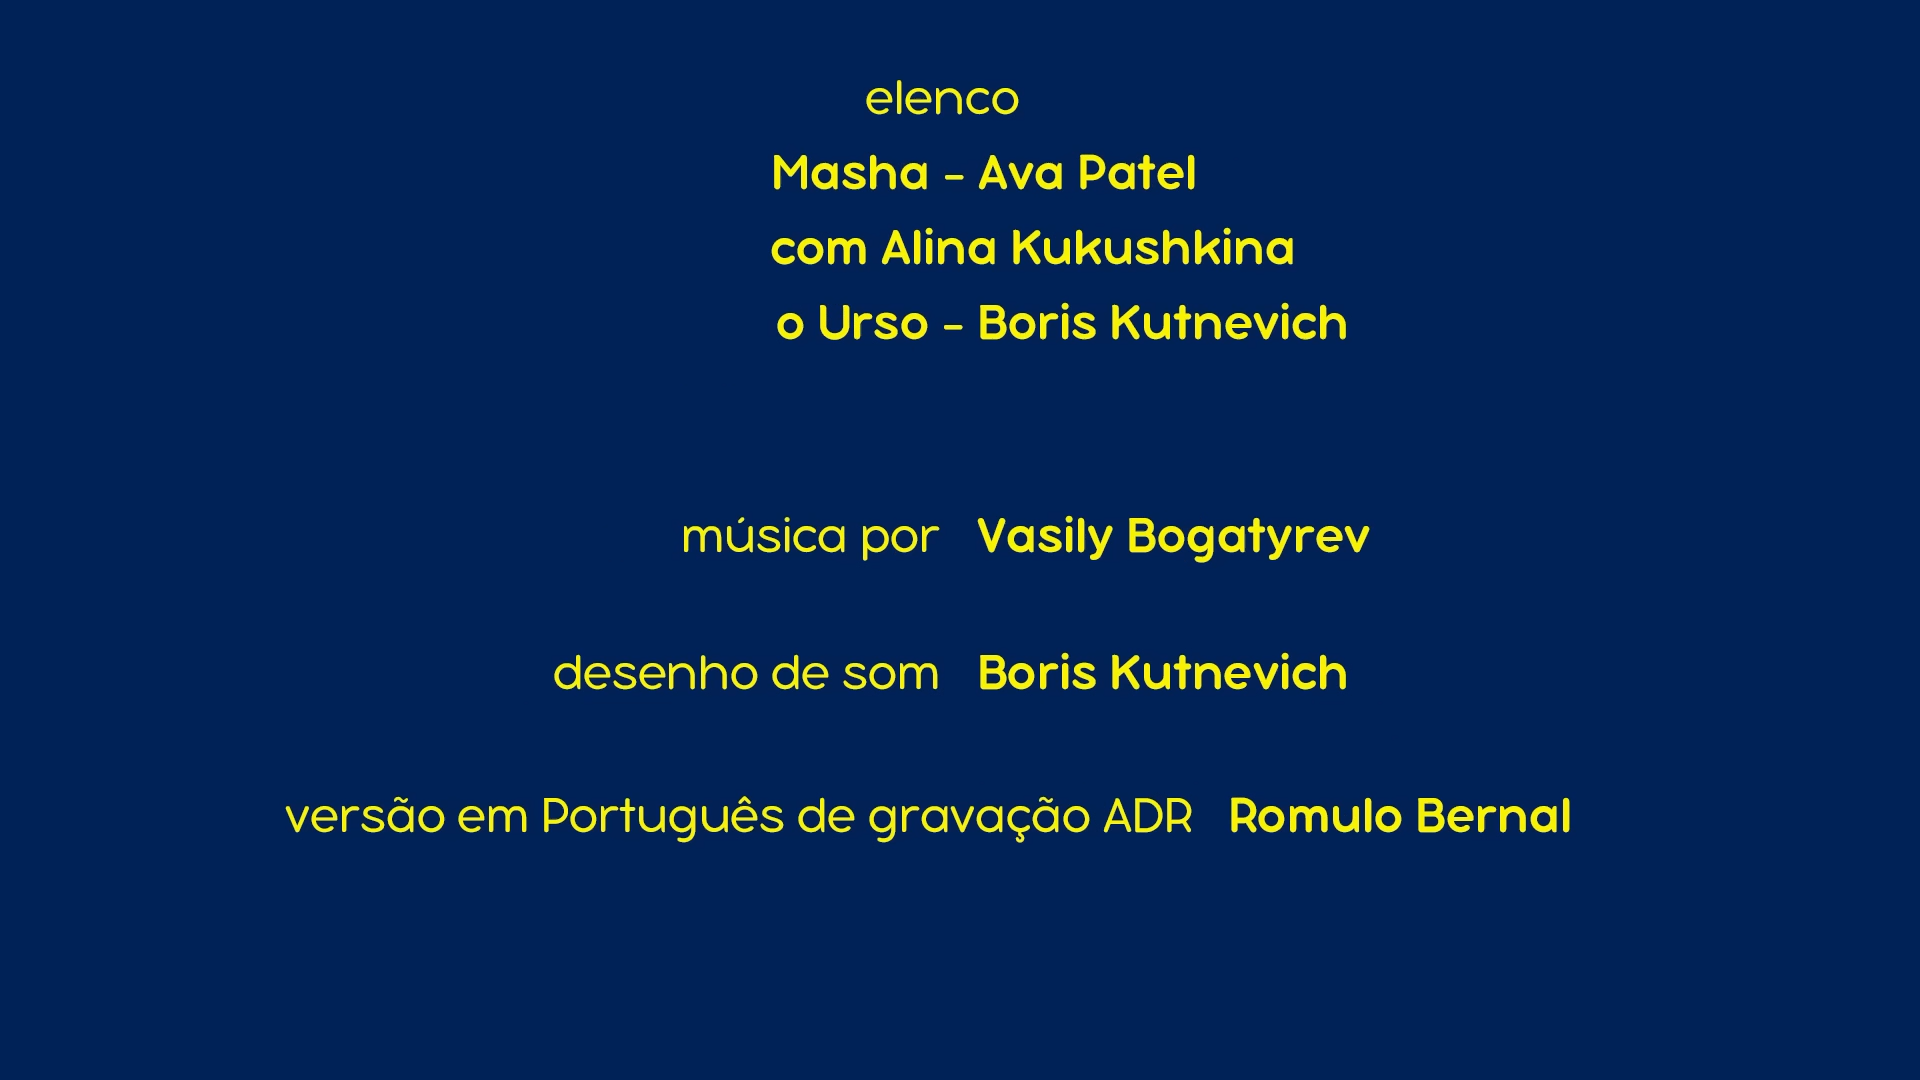 elenco
Masha - Ava Patel
com Alina Kukushkina
o Urso - Boris Kutnevich
música por Vasily Bogatyrev
desenho de som Boris Kutnevich
versão em Português de gravação ADR Romulo Bernal